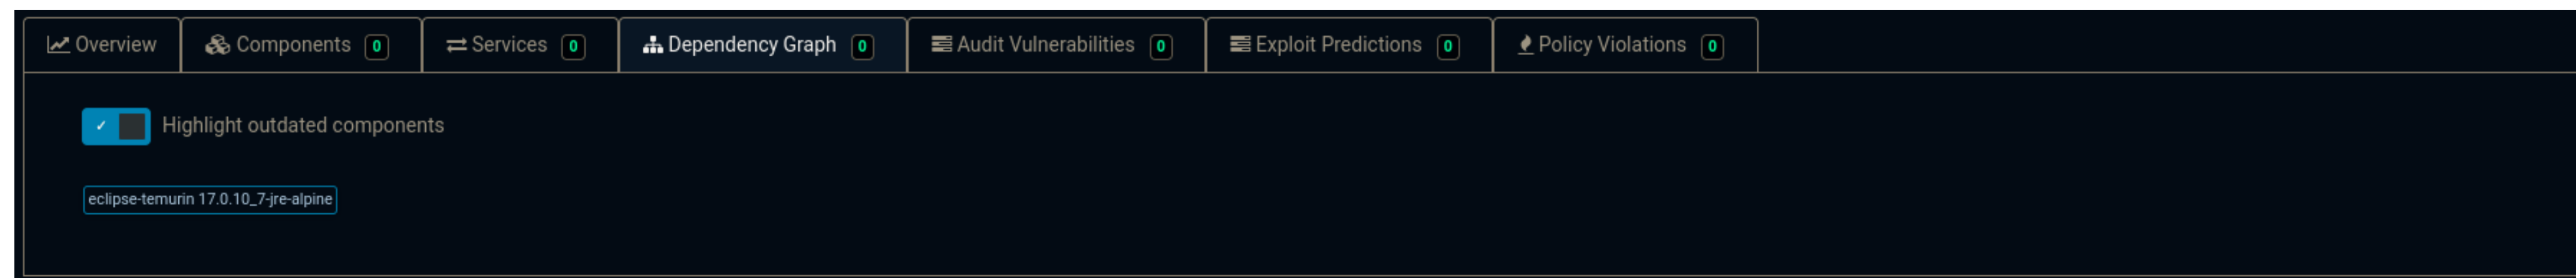 Overview Components 0 Services 0 Dependency Graph 0 Audit Vulnerabilities 0 Exploit Predictions 0 Policy Violations 0
Highlight outdated components
eclipse-temurin 17.0.10_7-jre-alpine